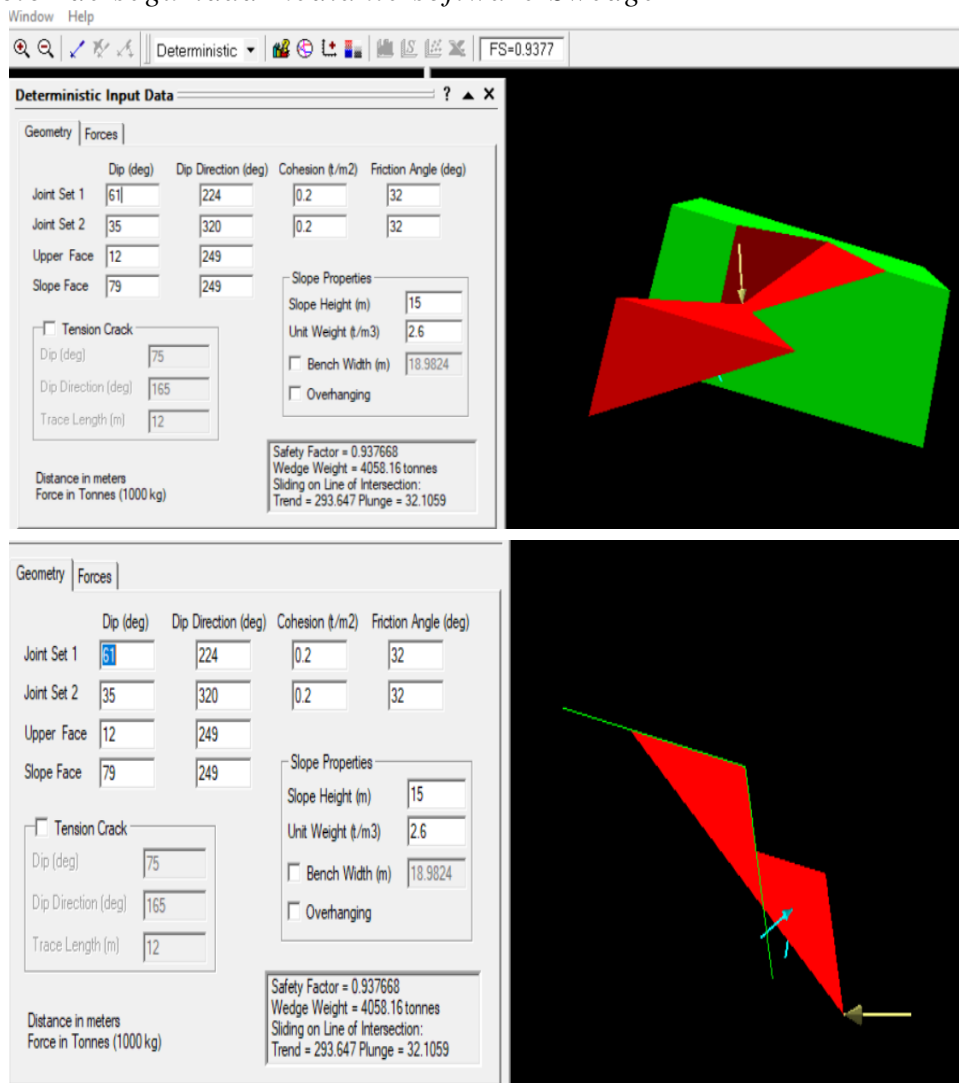 Window Help
Deterministic FS=0.9377
Deterministic Input Data ? ▲ X
Geometry Forces
Dip (deg) Dip Direction (deg) Cohesion (t/m2) Friction Angle (deg)
Joint Set 1 61 224 0.2 32
Joint Set 2 35 320 0.2 32
Upper Face 12 249
Slope Face 79 249
Slope Properties
Slope Height (m) 15
Unit Weight (t/m3) 2.6
Bench Width (m) 18.9824
Overhanging
Tension Crack
Dip (deg) 75
Dip Direction (deg) 165
Trace Length (m) 12
Distance in meters
Force in Tonnes (1000 kg)
Safety Factor = 0.937668
Wedge Weight = 4058.16 tonnes
Sliding on Line of Intersection:
Trend = 293.647 Plunge = 32.1059
Geometry Forces
Dip (deg) Dip Direction (deg) Cohesion (t/m2) Friction Angle (deg)
Joint Set 1 61 224 0.2 32
Joint Set 2 35 320 0.2 32
Upper Face 12 249
Slope Face 79 249
Slope Properties
Slope Height (m) 15
Unit Weight (t/m3) 2.6
Bench Width (m) 18.9824
Overhanging
Tension Crack
Dip (deg) 75
Dip Direction (deg) 165
Trace Length (m) 12
Distance in meters
Force in Tonnes (1000 kg)
Safety Factor = 0.937668
Wedge Weight = 4058.16 tonnes
Sliding on Line of Intersection:
Trend = 293.647 Plunge = 32.1059